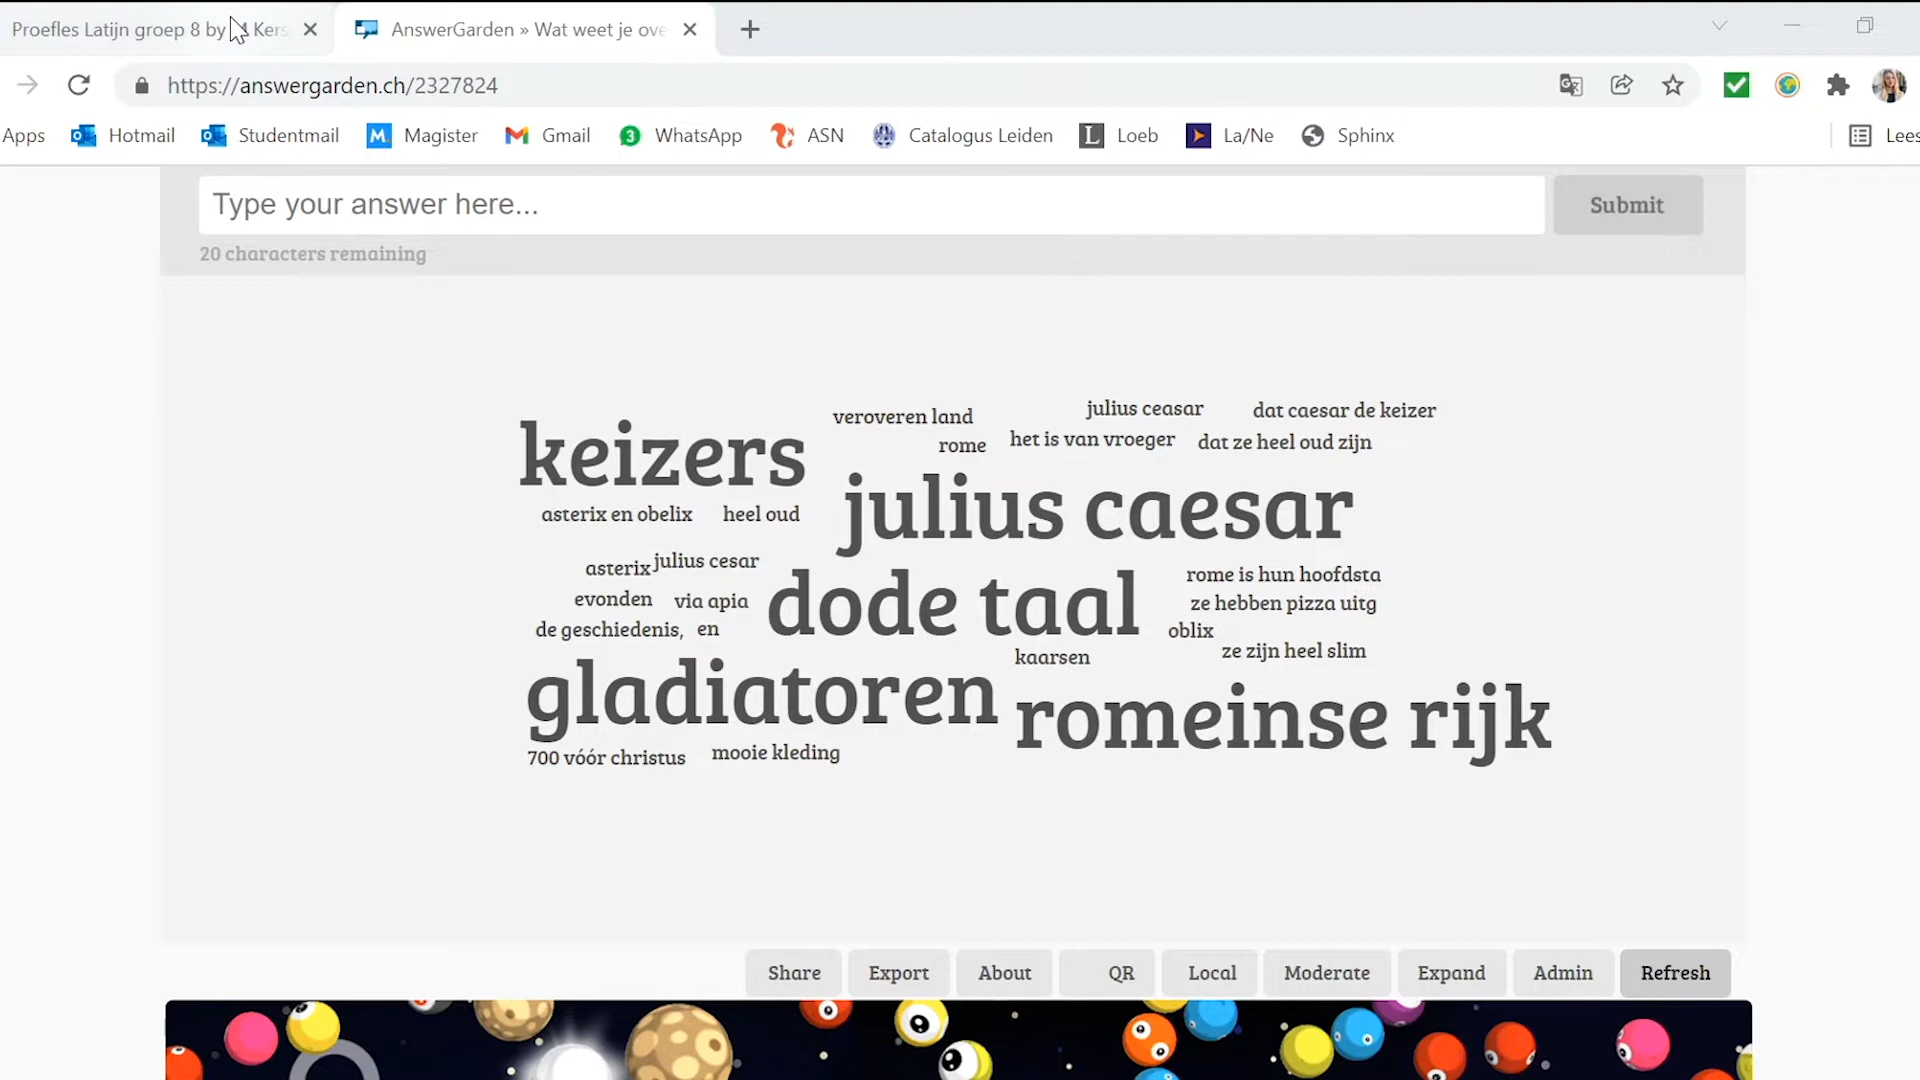 Proefles Latijn groep 8 by
AnswerGarden » Wat weet je ove
https://answergarden.ch/2327824
Apps Hotmail Studentmail Magister Gmail WhatsApp ASN Catalogus Leiden Loeb La/Ne Sphinx Lees
Type your answer here...
Submit
20 characters remaining
veroveren land
julius ceasar
dat caesar de keizer
keizers
rome
het is van vroeger
dat ze heel oud zijn
asterix en obelix
heel oud
julius caesar
asterix
julius cesar
rome is hun hoofdsta
evonden
via apia
dode taal
ze hebben pizza uitg
de geschiedenis,
en
oblix
kaarsen
ze zijn heel slim
gladiatoren
romeinse rijk
700 vóór christus
mooie kleding
Share Export About QR Local Moderate Expand Admin Refresh